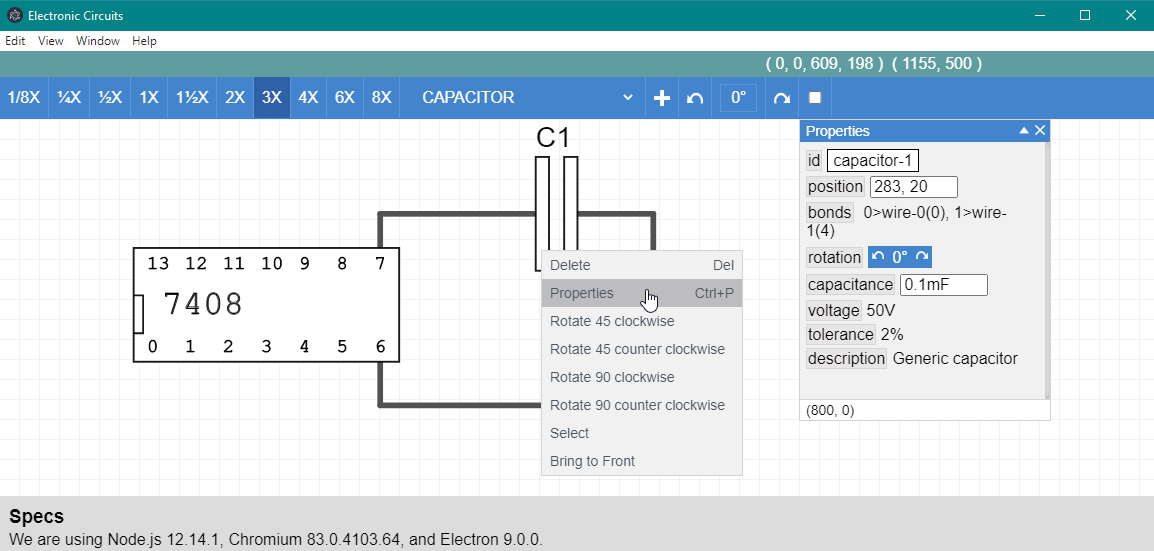 Electronic Circuits
Edit View Window Help
( 0, 0, 609, 198 ) ( 1155, 500 )
1/8X ¼X ½X 1X 1½X 2X 3X 4X 6X 8X CAPACITOR 0°
C1
13 12 11 10 9 8 7
7408
0 1 2 3 4 5 6
Delete Del
Properties Ctrl+P
Rotate 45 clockwise
Rotate 45 counter clockwise
Rotate 90 clockwise
Rotate 90 counter clockwise
Select
Bring to Front
Properties
id capacitor-1
position 283, 20
bonds 0>wire-0(0), 1>wire-
1(4)
rotation 0°
capacitance 0.1mF
voltage 50V
tolerance 2%
description Generic capacitor
(800, 0)
Specs
We are using Node.js 12.14.1, Chromium 83.0.4103.64, and Electron 9.0.0.